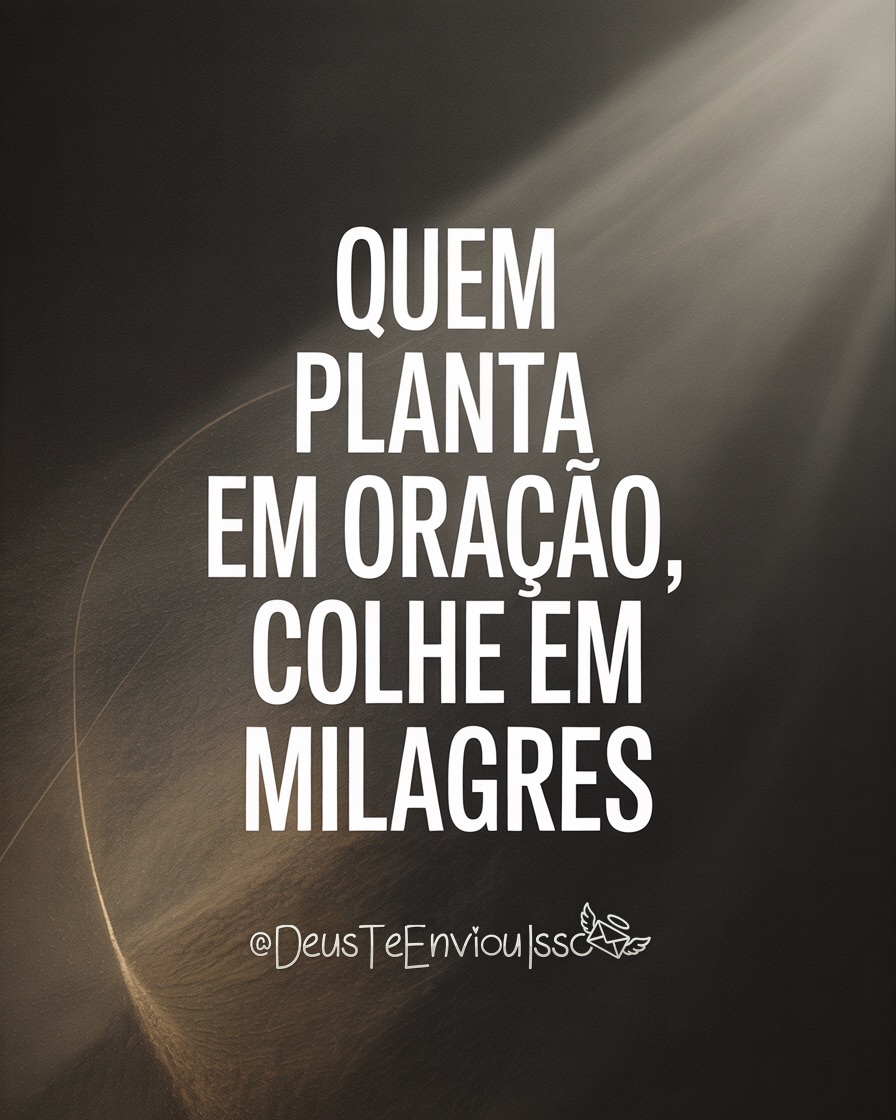 QUEM
PLANTA
EM ORAÇÃO,
COLHE EM
MILAGRES
@DeusTeEnviouIsso